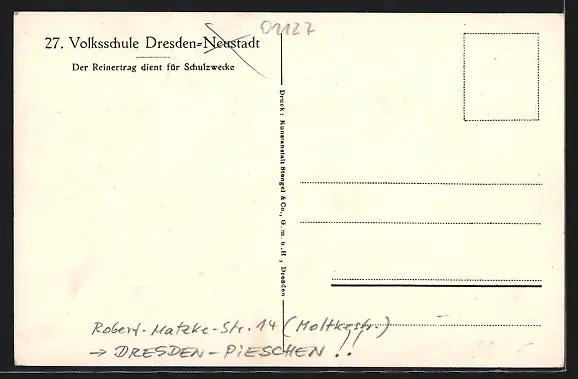 01127
27. Volksschule Dresden-Neustadt
Der Reinertrag dient für Schulzwecke
Druck: Kunstanstalt Stengel & Co., G. m. b. H., Dresden
Robert-Matzke-Str. 14 (Moltkestr.)
→ DRESDEN-PIESCHEN!!